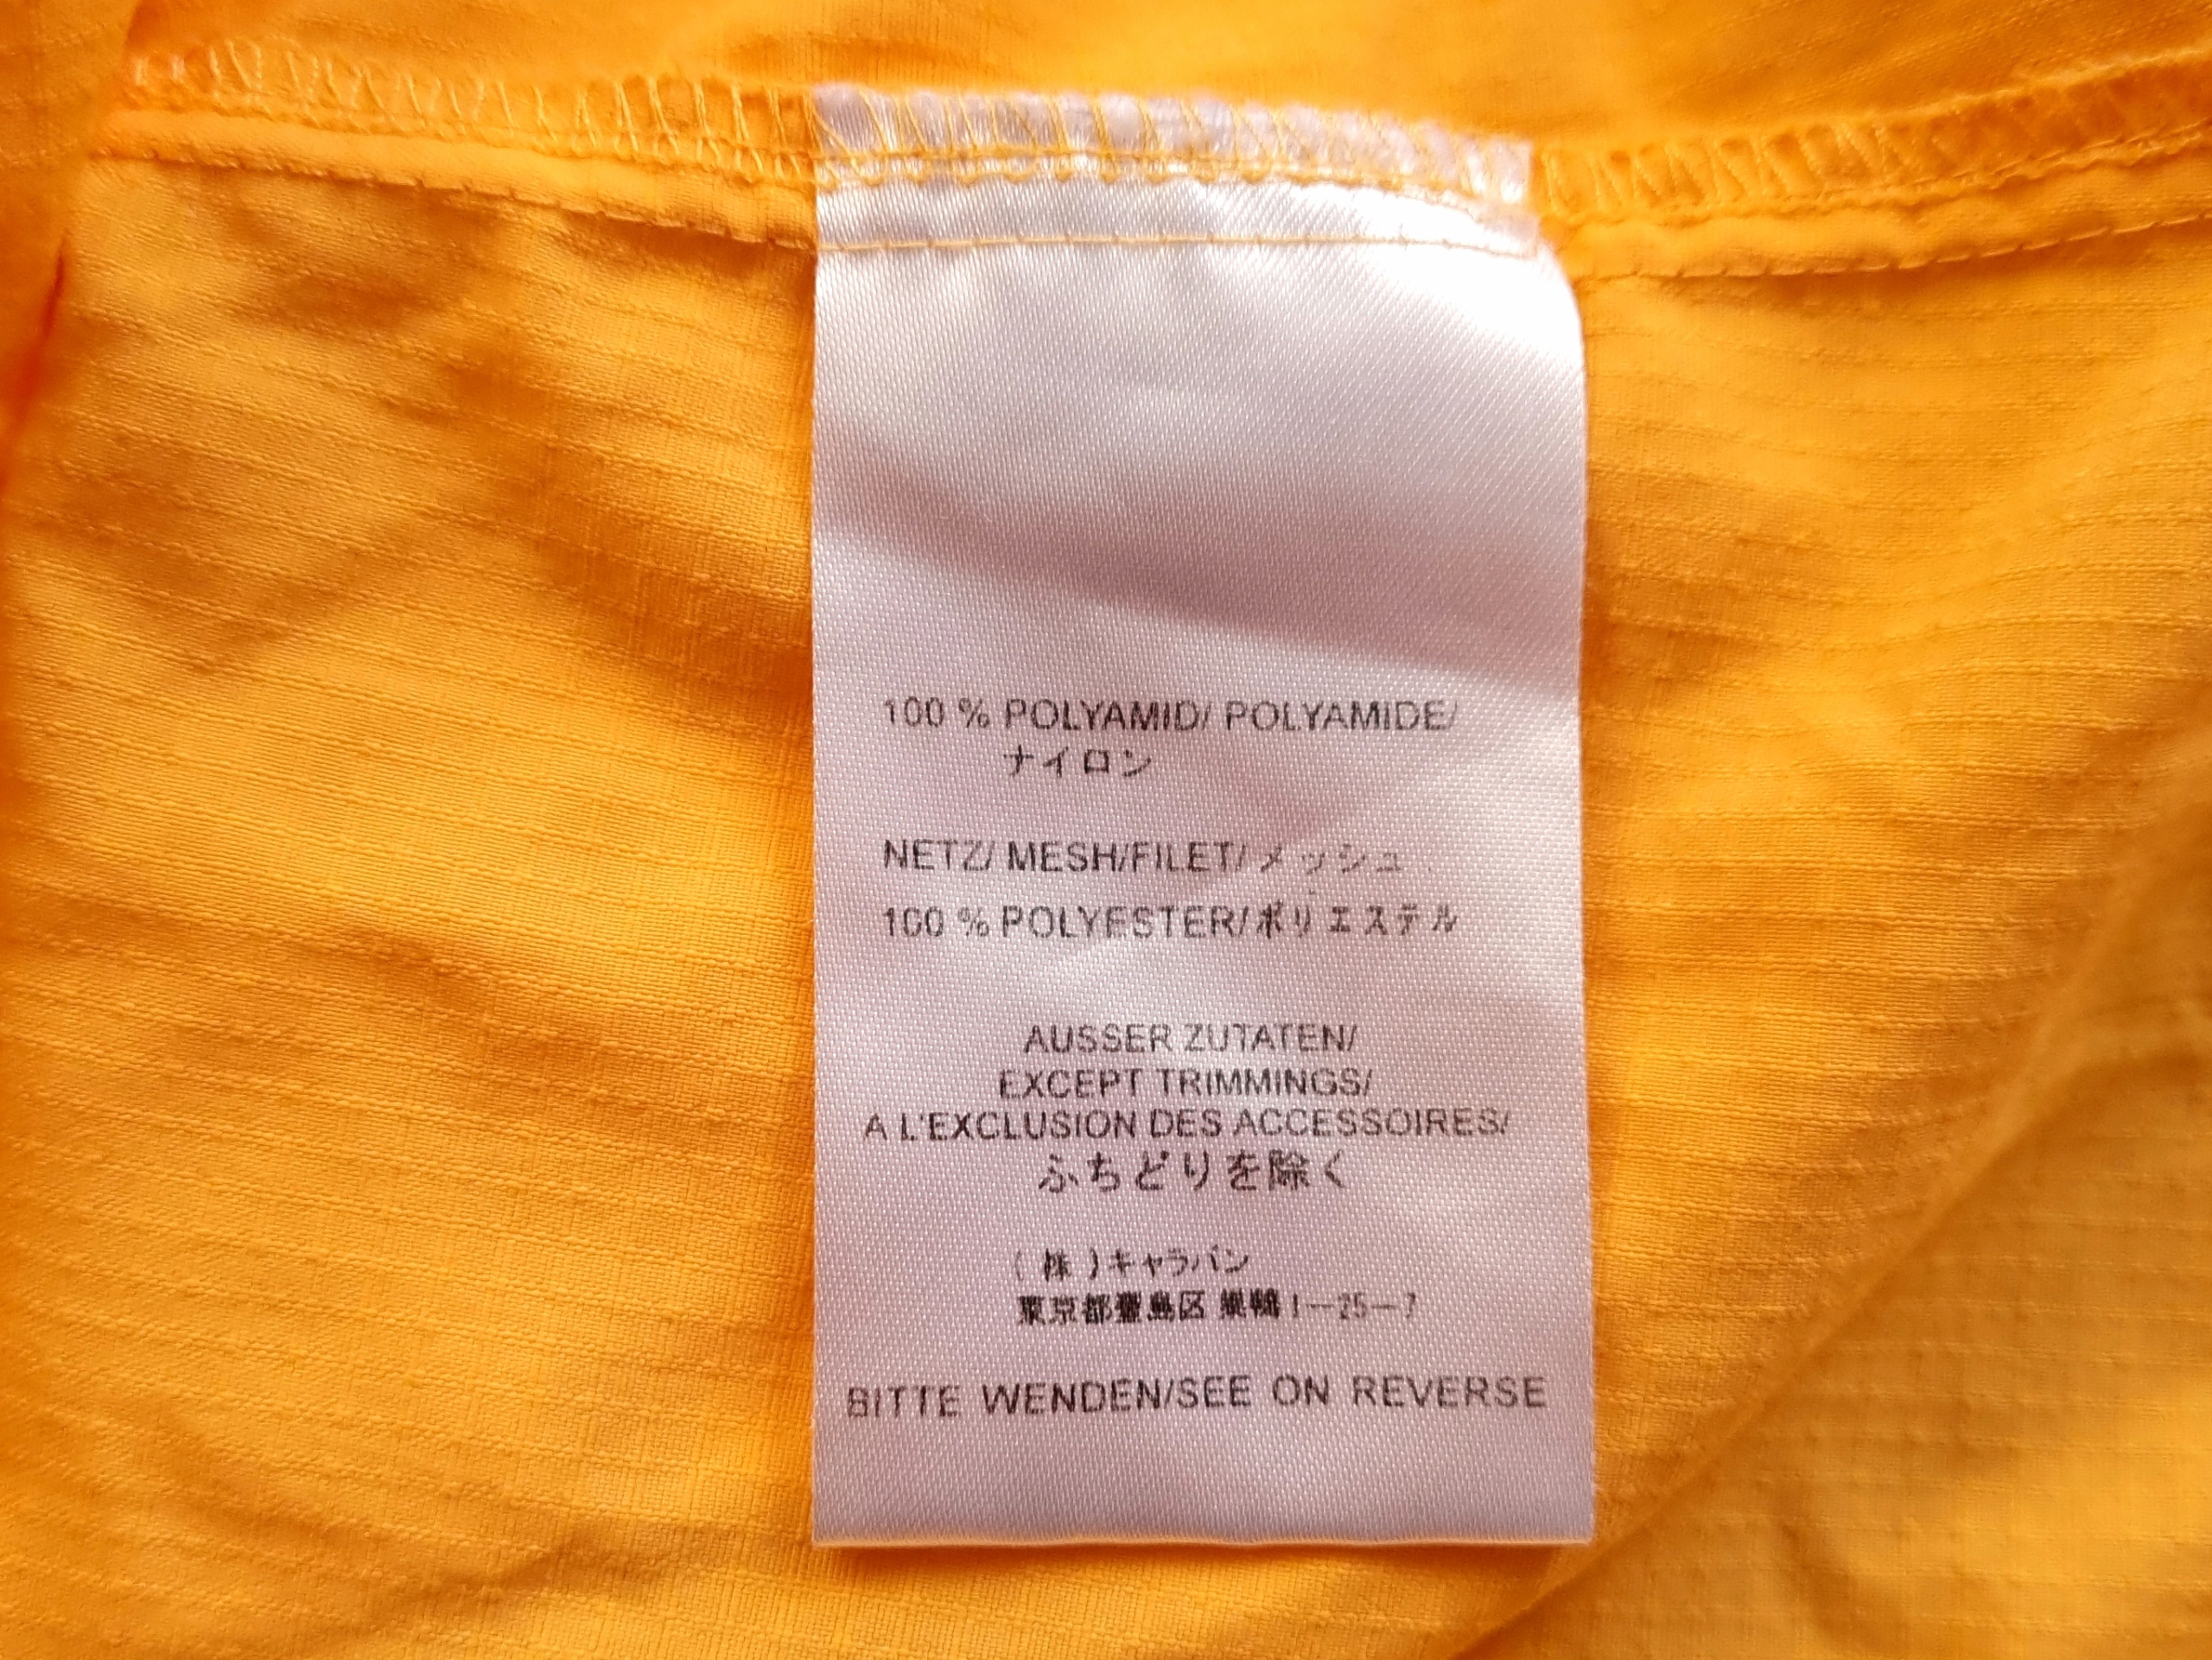 100 % POLYAMID/ POLYAMIDE/
ナイロン
NETZ/ MESH/FILET/メッシュ
100 % POLYESTER/ポリエステル
AUSSER ZUTATEN/
EXCEPT TRIMMINGS/
A L'EXCLUSION DES ACCESSOIRES/
ふちどりを除く
(株)キャラバン
東京都豊島区 巣鴨1-25-7
BITTE WENDEN/SEE ON REVERSE